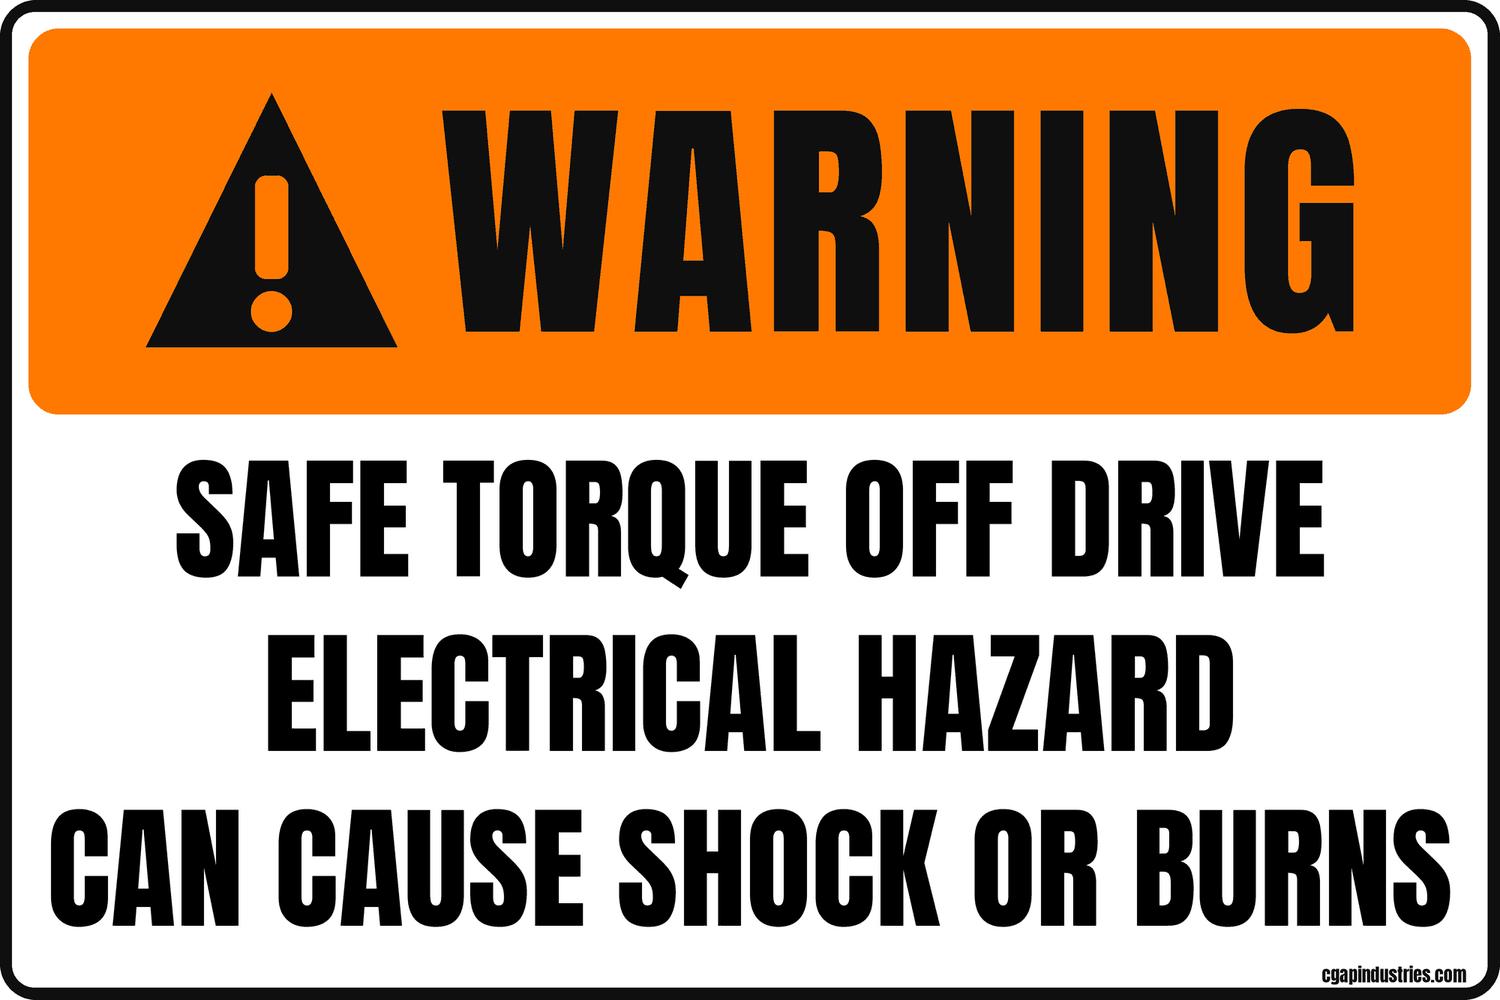 WARNING
SAFE TORQUE OFF DRIVE
ELECTRICAL HAZARD
CAN CAUSE SHOCK OR BURNS
cgapindustries.com